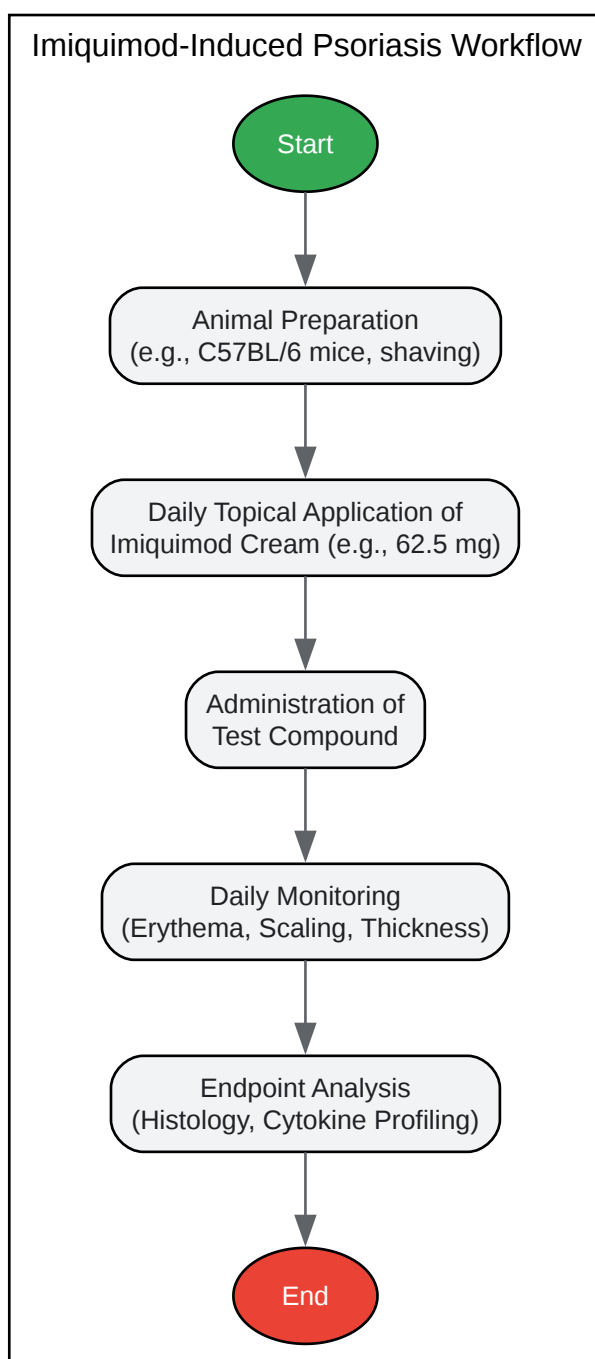 Imiquimod-Induced Psoriasis Workflow
Start
Animal Preparation
(e.g., C57BL/6 mice, shaving)
Daily Topical Application of
Imiquimod Cream (e.g., 62.5 mg)
Administration of
Test Compound
Daily Monitoring
(Erythema, Scaling, Thickness)
Endpoint Analysis
(Histology, Cytokine Profiling)
End